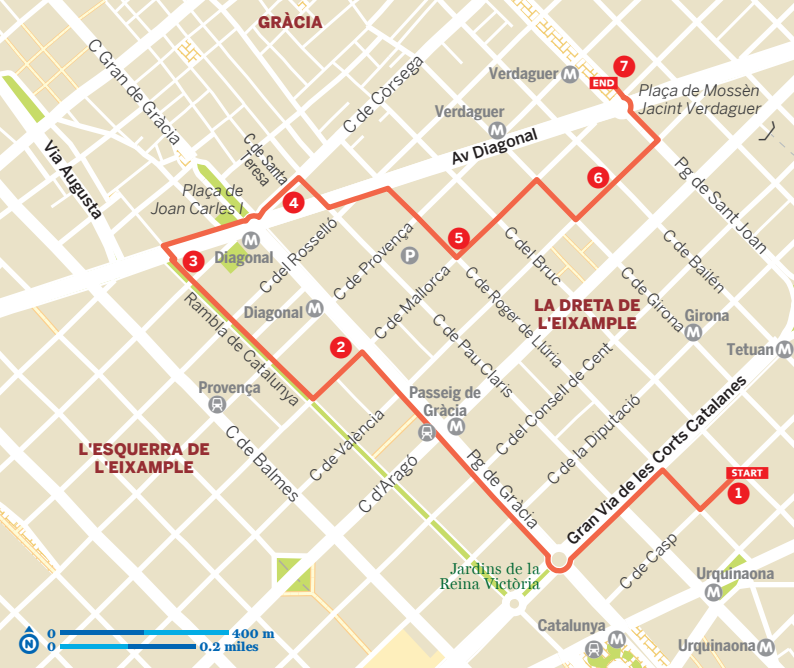 GRÀCIA
C Gran de Gràcia
Via Augusta
C de Còrsega
C de Santa
Teresa
Plaça de
Joan Carles I
Verdaguer M
Verdaguer
M
7
END
Plaça de Mossèn
Jacint Verdaguer
Av Diagonal
6
4
5
3
2
M
Diagonal
C del Rosselló
C de Provença
P
Diagonal M
C de Mallorca
C del Bruc
Pg de Sant Joan
C de Bailén
C de Girona
Girona
M
Tetuan M
LA DRETA DE
L'EIXAMPLE
C de Roger de Llúria
C de Pau Claris
Rambla de Catalunya
Provença
Passeig de
Gràcia
M
C del Consell de Cent
C de la Diputació
Gran Via de les Corts Catalanes
L'ESQUERRA DE
L'EIXAMPLE
C de Balmes
C de València
C d'Aragó
Pg de Gràcia
START
1
C de Casp
Jardins de la
Reina Victòria
Urquinaona
M
Catalunya
M
Urquinaona M
N
0 400 m
0 0.2 miles